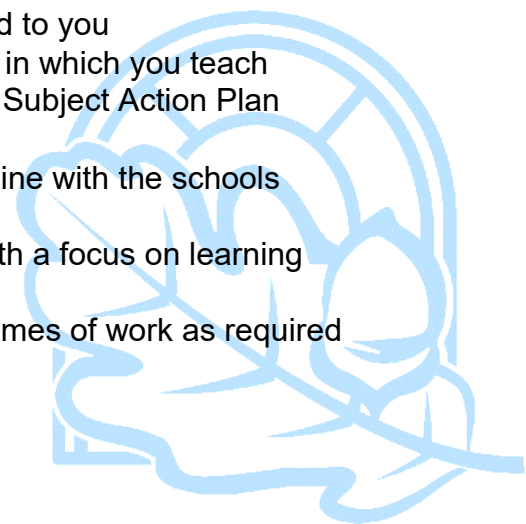 d to you
in which you teach
Subject Action Plan
ine with the schools
th a focus on learning
mes of work as required